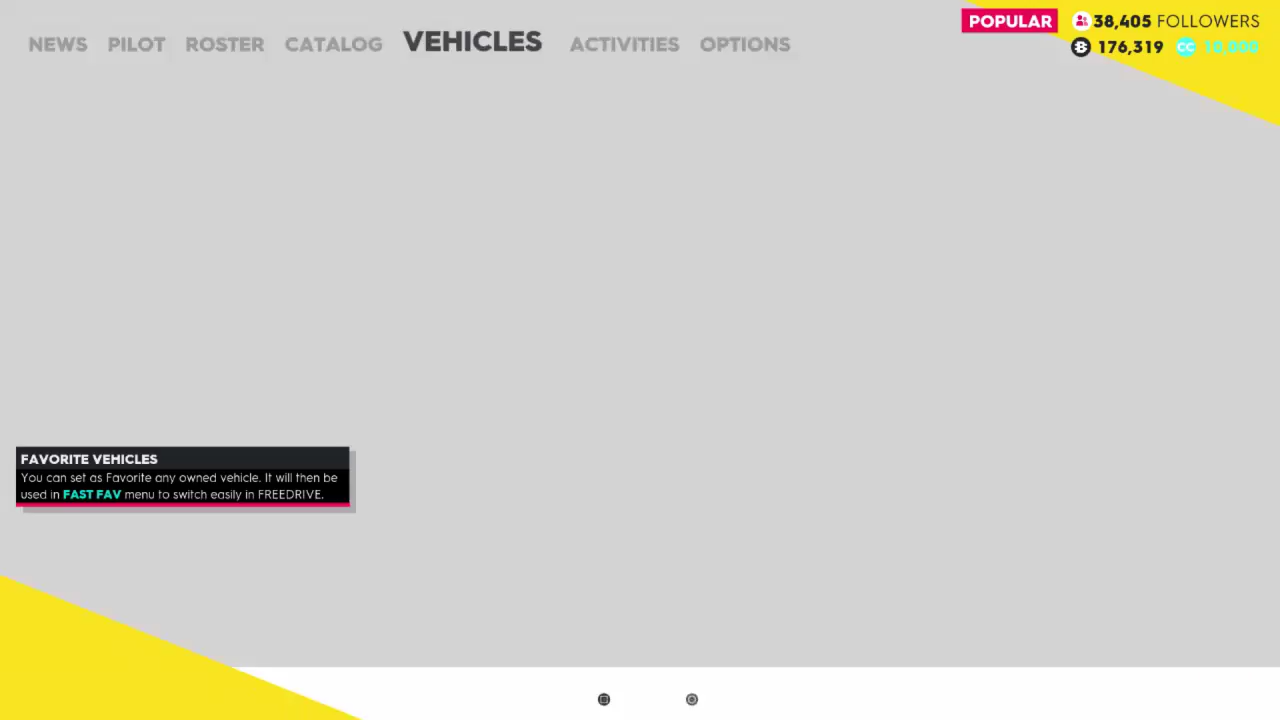 NEWS PILOT ROSTER CATALOG VEHICLES ACTIVITIES OPTIONS
POPULAR 38,405 FOLLOWERS
176,319 CC 10,000
FAVORITE VEHICLES
You can set as Favorite any owned vehicle. It will then be
used in FAST FAV menu to switch easily in FREEDRIVE.